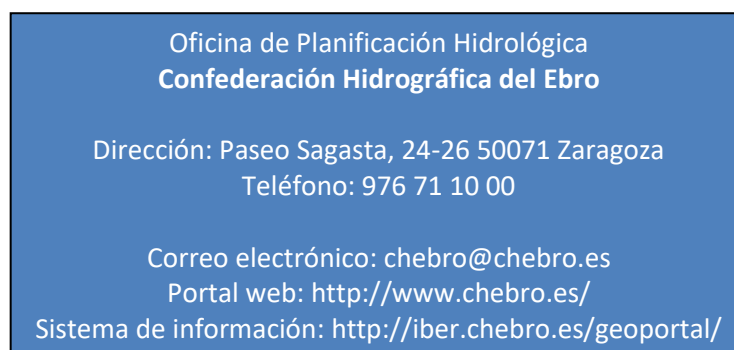 Oficina de Planificación Hidrológica
Confederación Hidrográfica del Ebro
Dirección: Paseo Sagasta, 24-26 50071 Zaragoza
Teléfono: 976 71 10 00
Correo electrónico: chebro@chebro.es
Portal web: http://www.chebro.es/
Sistema de información: http://iber.chebro.es/geoportal/